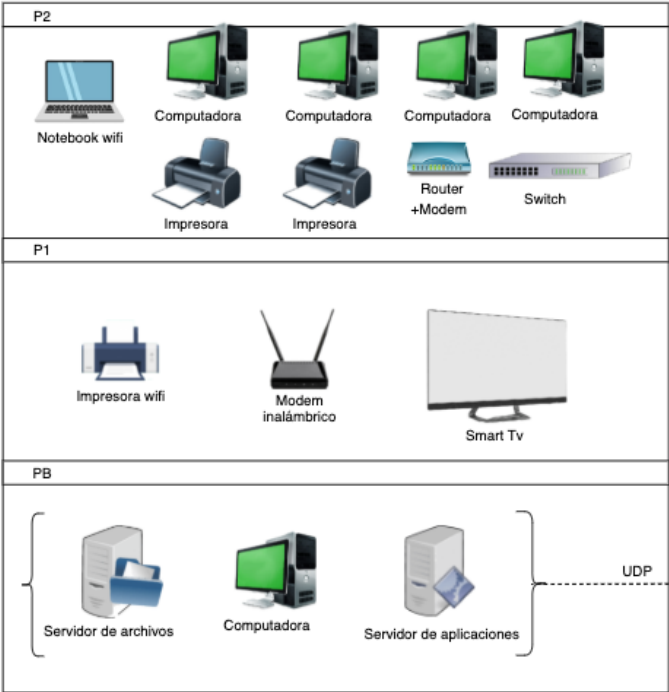 P2
Notebook wifi
Computadora
Computadora
Computadora
Computadora
Impresora
Impresora
Router
+Modem
Switch
P1
Impresora wifi
Modem
inalámbrico
Smart Tv
PB
Servidor de archivos
Computadora
Servidor de aplicaciones
UDP